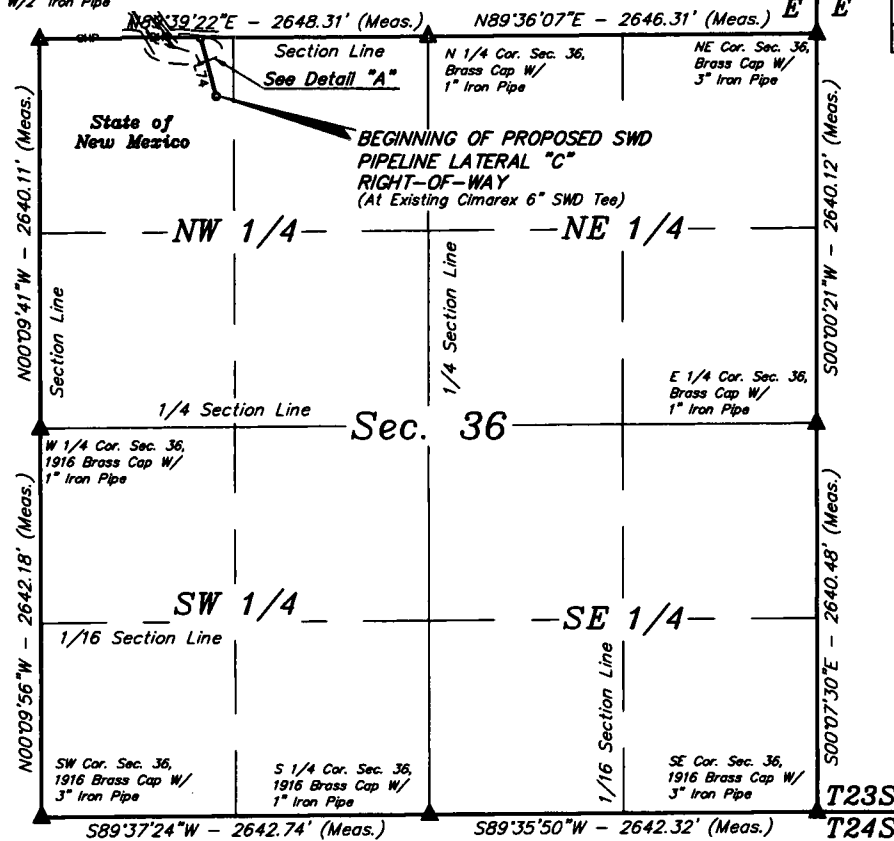 W/2" Iron Pipe
N89°39'22"E - 2648.31' (Meas.)
N89°36'07"E - 2646.31' (Meas.)
E
E
Section Line
See Detail "A"
N 1/4 Cor. Sec. 36,
Brass Cap W/
1" Iron Pipe
NE Cor. Sec. 36,
Brass Cap W/
3" Iron Pipe
State of
New Mexico
BEGINNING OF PROPOSED SWD
PIPELINE LATERAL "C"
RIGHT-OF-WAY
(At Existing Cimarex 6" SWD Tee)
N00°09'41"W - 2640.11' (Meas.)
Section Line
NW 1/4
NE 1/4
1/4 Section Line
S00°00'21"W - 2640.12' (Meas.)
1/4 Section Line
E 1/4 Cor. Sec. 36,
Brass Cap W/
1" Iron Pipe
Sec. 36
W 1/4 Cor. Sec. 36,
1916 Brass Cap W/
1" Iron Pipe
N00°09'56"W - 2642.18' (Meas.)
SW 1/4
SE 1/4
1/16 Section Line
1/16 Section Line
S00°07'30"E - 2640.48' (Meas.)
SW Cor. Sec. 36,
1916 Brass Cap W/
3" Iron Pipe
S 1/4 Cor. Sec. 36,
1916 Brass Cap W/
1" Iron Pipe
SE Cor. Sec. 36,
1916 Brass Cap W/
3" Iron Pipe
T23S
T24S
S89°37'24"W - 2642.74' (Meas.)
S89°35'50"W - 2642.32' (Meas.)